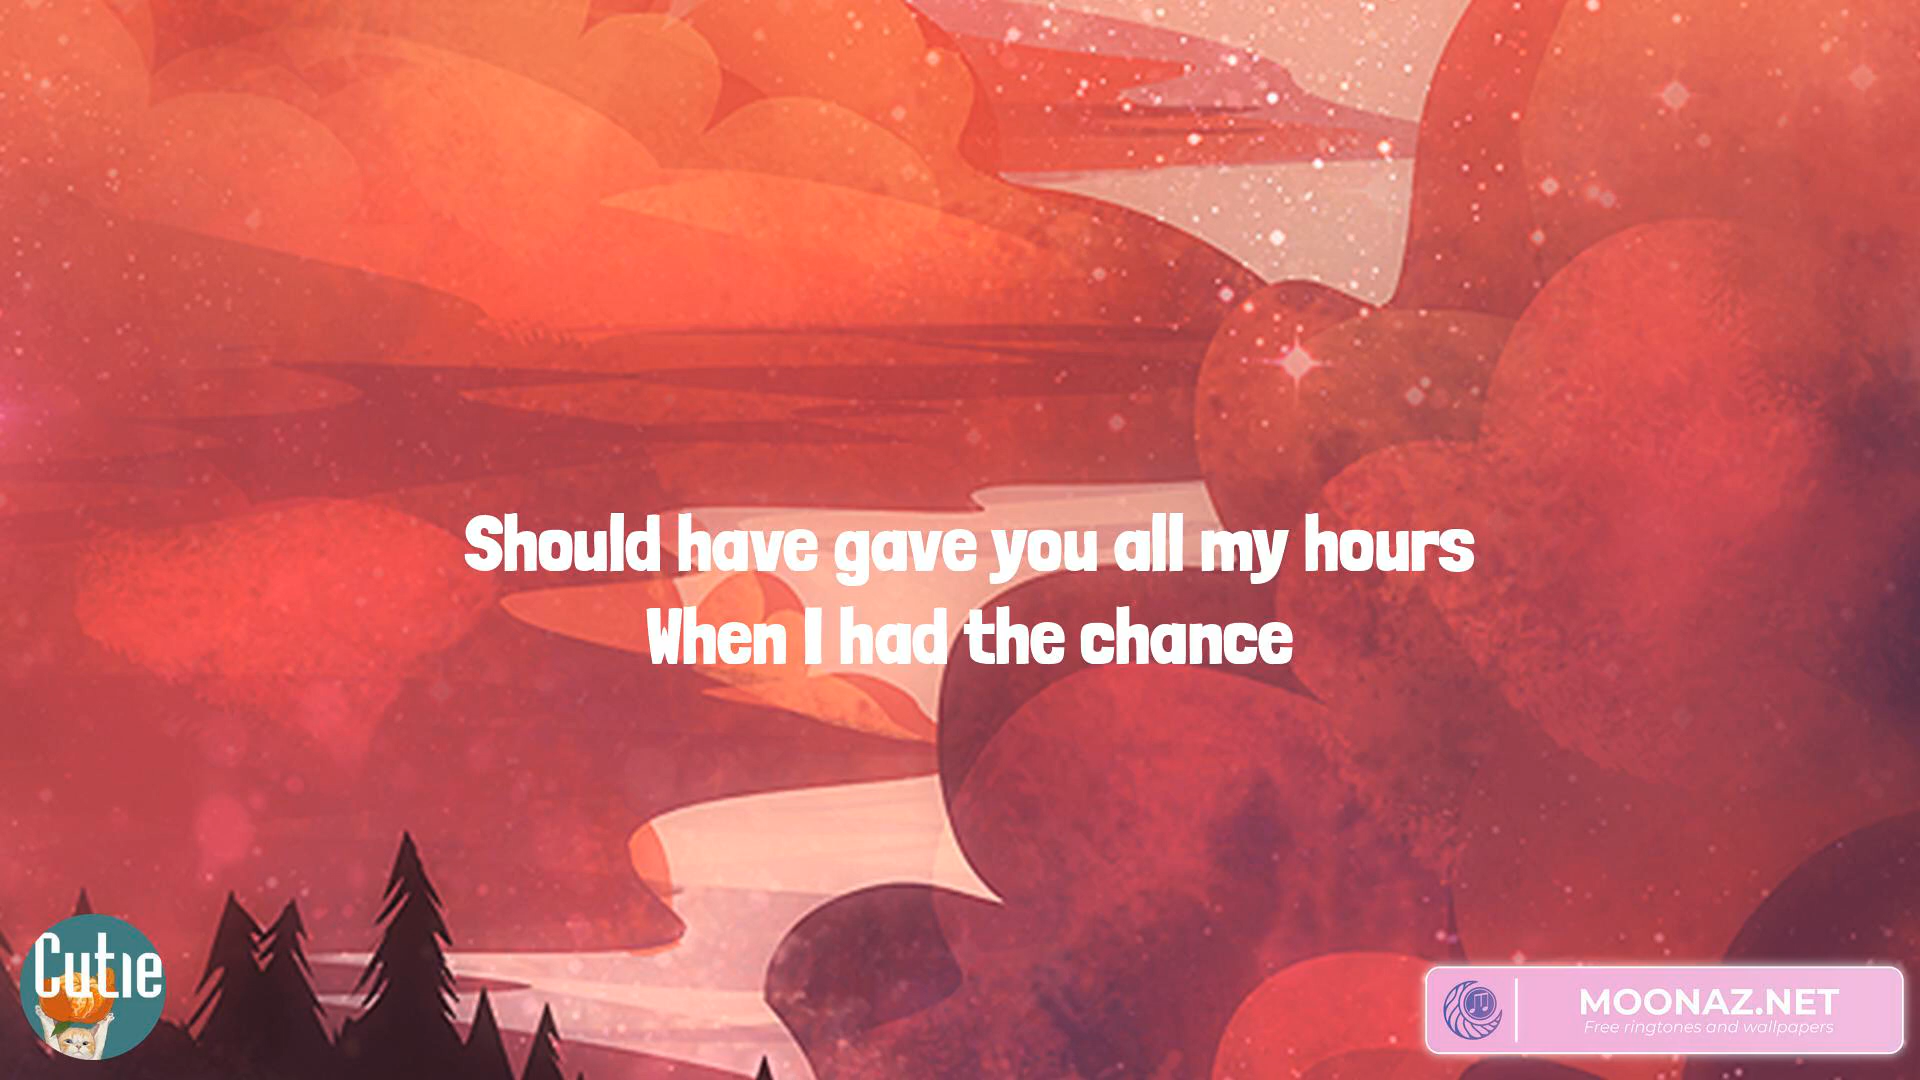 Should have gave you all my hours
When I had the chance
Cutie
MOONAZ.NET
Free ringtones and wallpapers